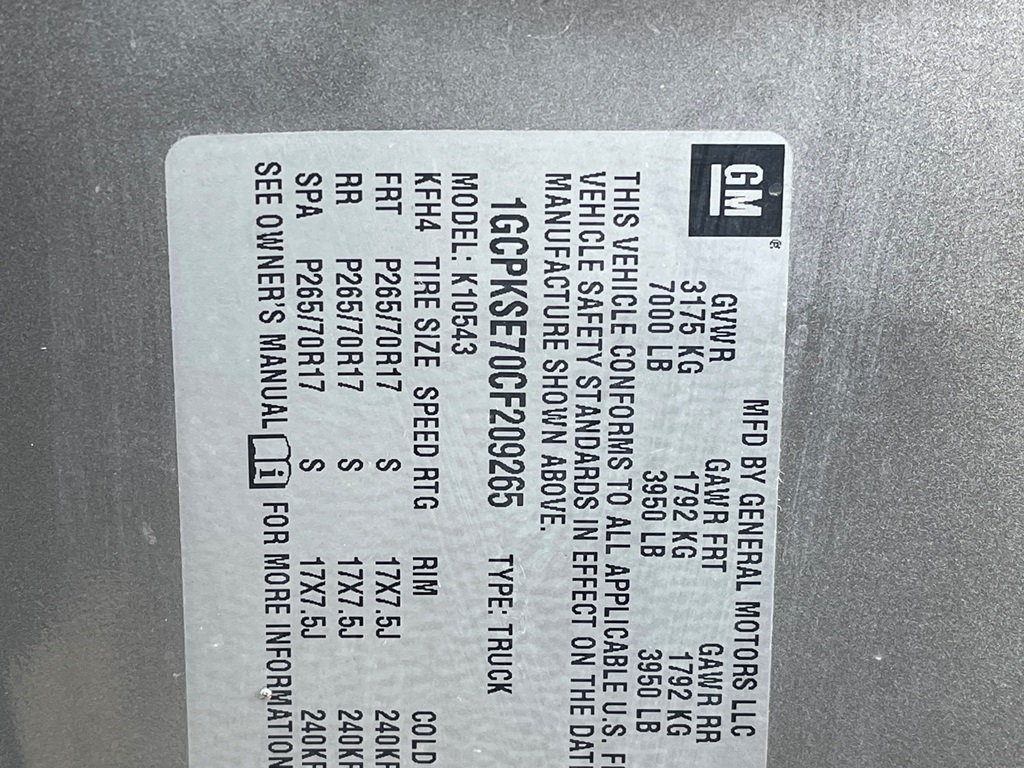 GM®
MFD BY GENERAL MOTORS LLC
GVWR GAWR FRT GAWR RR
3175 KG 1792 KG 1792 KG
7000 LB 3950 LB 3950 LB
THIS VEHICLE CONFORMS TO ALL APPLICABLE U.S.
VEHICLE SAFETY STANDARDS IN EFFECT ON THE
MANUFACTURE SHOWN ABOVE.
1GCPKSE70CF209265 TYPE: TRUCK
MODEL: K10543
KFH4 TIRE SIZE SPEED RTG RIM COLD
FRT P265/70R17 S 17X7.5J
RR P265/70R17 S 17X7.5J
SPA P265/70R17 S 17X7.5J
SEE OWNER'S MANUAL i FOR MORE INFORMATION